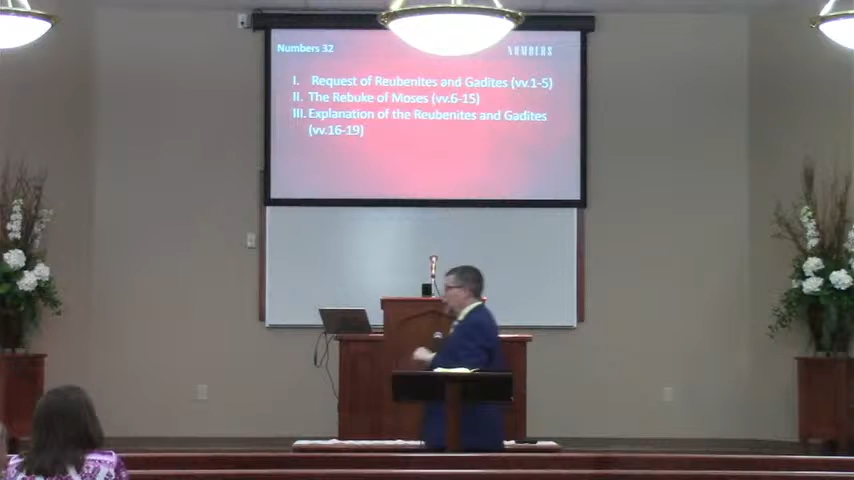 Numbers 32
NUMBERS
I. Request of Reubenites and Gadites (vv.1-5)
II. The Rebuke of Moses (vv.6-15)
III. Explanation of the Reubenites and Gadites
(vv.16-19)